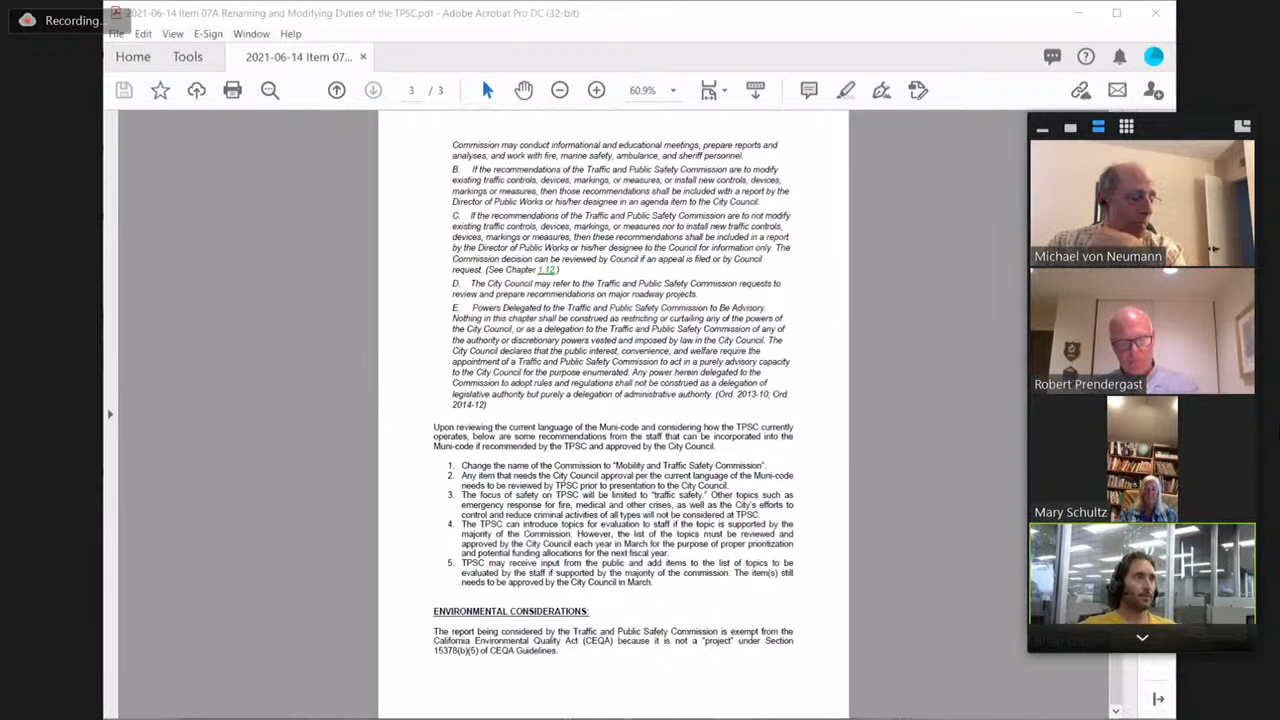 Recording...
2021-06-14 Item 07A Renaming and Modifying Duties of the TPSC.pdf - Adobe Acrobat Pro DC (32-bit)
File Edit View E-Sign Window Help
Home Tools 2021-06-14 Item 07... ×
3 / 3 60.9%
Commission may conduct informational and educational meetings, prepare reports and
analyses, and work with fire, marine safety, ambulance, and sheriff personnel.
B. If the recommendations of the Traffic and Public Safety Commission are to modify
existing traffic controls, devices, markings, or measures, or install new controls, devices,
markings or measures, then those recommendations shall be included with a report by the
Director of Public Works or his/her designee in an agenda item to the City Council.
C. If the recommendations of the Traffic and Public Safety Commission are to not modify
existing traffic controls, devices, markings, or measures nor to install new traffic controls,
devices, markings or measures, then these recommendations shall be included in a report
by the Director of Public Works or his/her designee to the Council for information only. The
Commission decision can be reviewed by Council if an appeal is filed or by Council
request. (See Chapter 1.12.)
D. The City Council may refer to the Traffic and Public Safety Commission requests to
review and prepare recommendations on major roadway projects.
E. Powers Delegated to the Traffic and Public Safety Commission to Be Advisory.
Nothing in this chapter shall be construed as restricting or curtailing any of the powers of
the City Council, or as a delegation to the Traffic and Public Safety Commission of any of
the authority or discretionary powers vested and imposed by law in the City Council. The
City Council declares that the public interest, convenience, and welfare require the
appointment of a Traffic and Public Safety Commission to act in a purely advisory capacity
to the City Council for the purpose enumerated. Any power herein delegated to the
Commission to adopt rules and regulations shall not be construed as a delegation of
legislative authority but purely a delegation of administrative authority. (Ord. 2013-10; Ord.
2014-12)
Upon reviewing the current language of the Muni-code and considering how the TPSC currently
operates, below are some recommendations from the staff that can be incorporated into the
Muni-code if recommended by the TPSC and approved by the City Council.
1. Change the name of the Commission to “Mobility and Traffic Safety Commission”.
2. Any item that needs the City Council approval per the current language of the Muni-code
needs to be reviewed by TPSC prior to presentation to the City Council.
3. The focus of safety on TPSC will be limited to “traffic safety.” Other topics such as
emergency response for fire, medical and other crises, as well as the City’s efforts to
control and reduce criminal activities of all types will not be considered at TPSC.
4. The TPSC can introduce topics for evaluation to staff if the topic is supported by the
majority of the Commission. However, the list of the topics must be reviewed and
approved by the City Council each year in March for the purpose of proper prioritization
and potential funding allocations for the next fiscal year.
5. TPSC may receive input from the public and add items to the list of topics to be
evaluated by the staff if supported by the majority of the commission. The item(s) still
needs to be approved by the City Council in March.
ENVIRONMENTAL CONSIDERATIONS:
The report being considered by the Traffic and Public Safety Commission is exempt from the
California Environmental Quality Act (CEQA) because it is not a “project” under Section
15378(b)(5) of CEQA Guidelines.
Michael von Neumann
Robert Prendergast
Mary Schultz